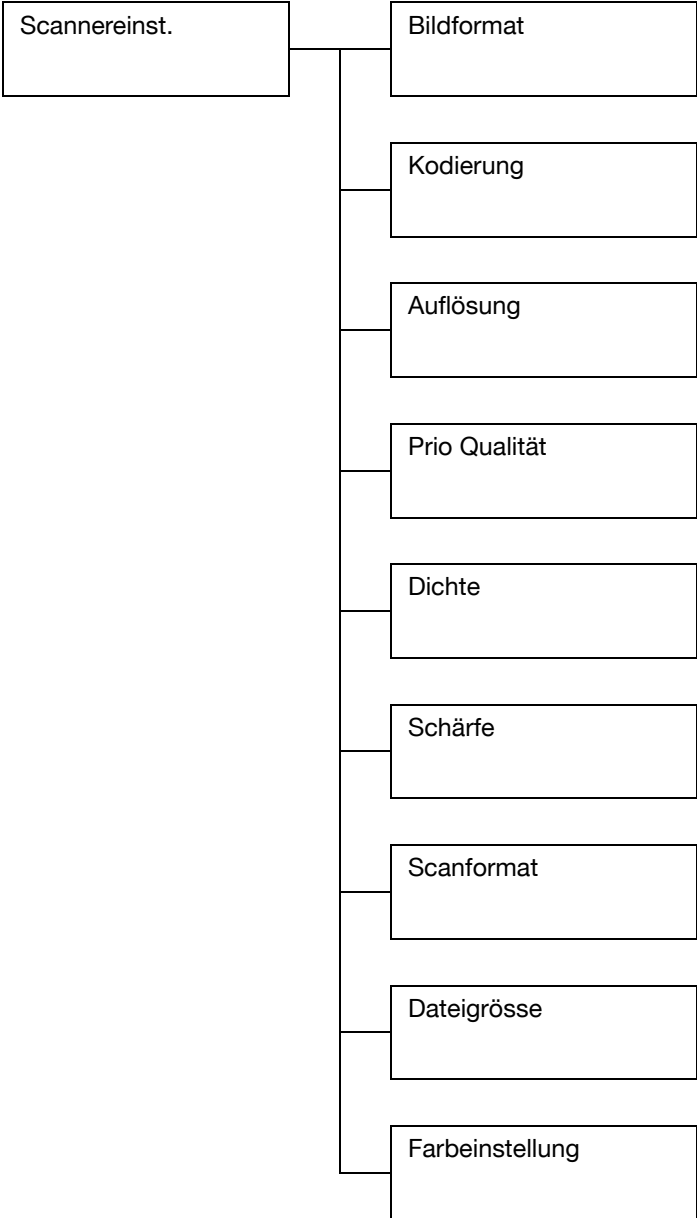 Scannereinst.
Bildformat
Kodierung
Auflösung
Prio Qualität
Dichte
Schärfe
Scanformat
Dateigrösse
Farbeinstellung